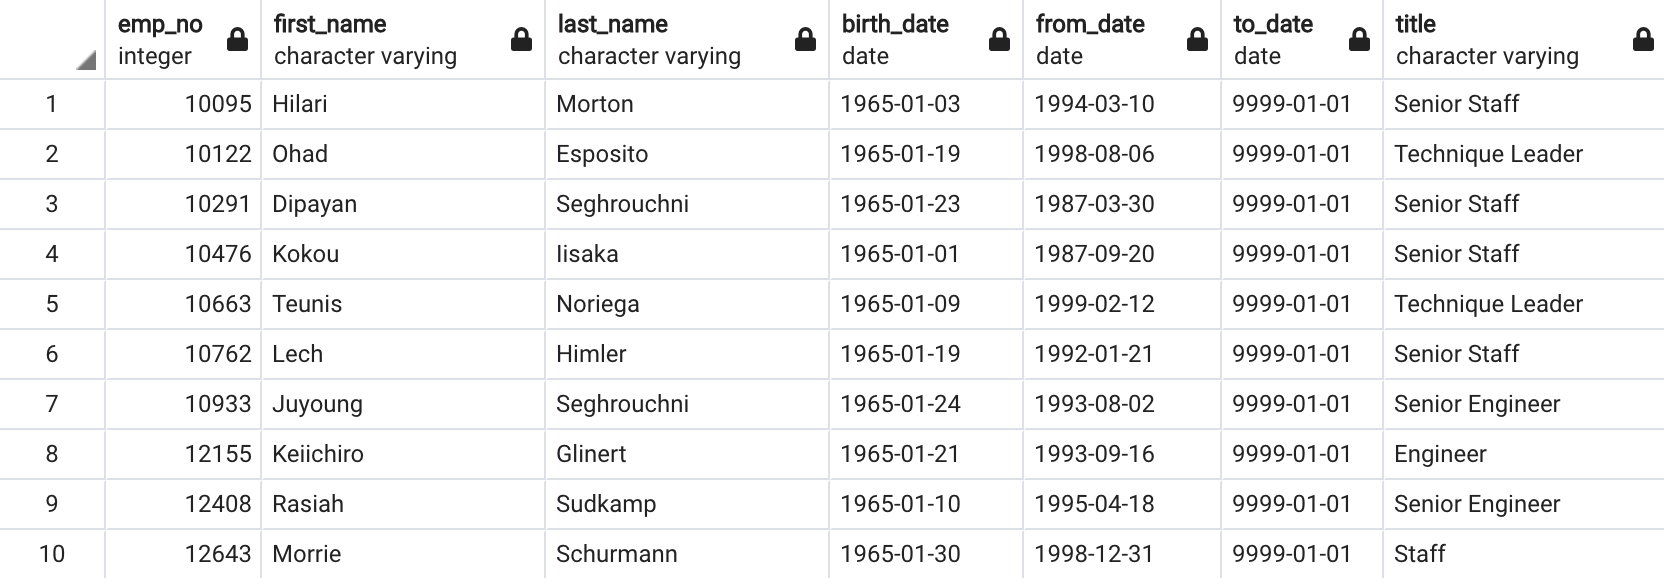 emp_no first_name last_name birth_date from_date to_date title
integer character varying character varying date date date character varying
1 10095 Hilari Morton 1965-01-03 1994-03-10 9999-01-01 Senior Staff
2 10122 Ohad Esposito 1965-01-19 1998-08-06 9999-01-01 Technique Leader
3 10291 Dipayan Seghrouchni 1965-01-23 1987-03-30 9999-01-01 Senior Staff
4 10476 Kokou Iisaka 1965-01-01 1987-09-20 9999-01-01 Senior Staff
5 10663 Teunis Noriega 1965-01-09 1999-02-12 9999-01-01 Technique Leader
6 10762 Lech Himler 1965-01-19 1992-01-21 9999-01-01 Senior Staff
7 10933 Juyoung Seghrouchni 1965-01-24 1993-08-02 9999-01-01 Senior Engineer
8 12155 Keiichiro Glinert 1965-01-21 1993-09-16 9999-01-01 Engineer
9 12408 Rasiah Sudkamp 1965-01-10 1995-04-18 9999-01-01 Senior Engineer
10 12643 Morrie Schurmann 1965-01-30 1998-12-31 9999-01-01 Staff